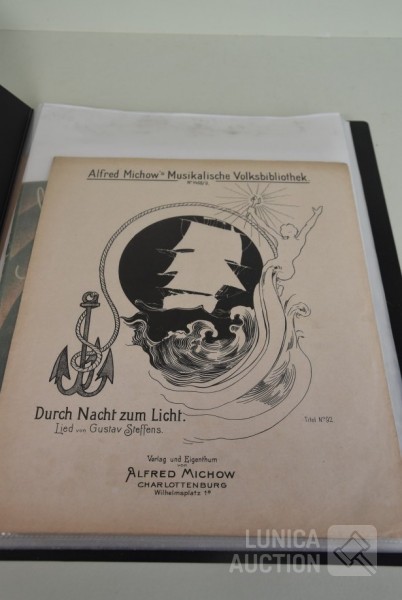 Alfred Michow's Musikalische Volksbibliothek.
Durch Nacht zum Licht.
Lied von Gustav Steffens.
Titel No 92.
Verlag und Eigenthum
von
ALFRED MICHOW
CHARLOTTENBURG
Wilhelmsplatz 1a
LUNICA
AUCTION